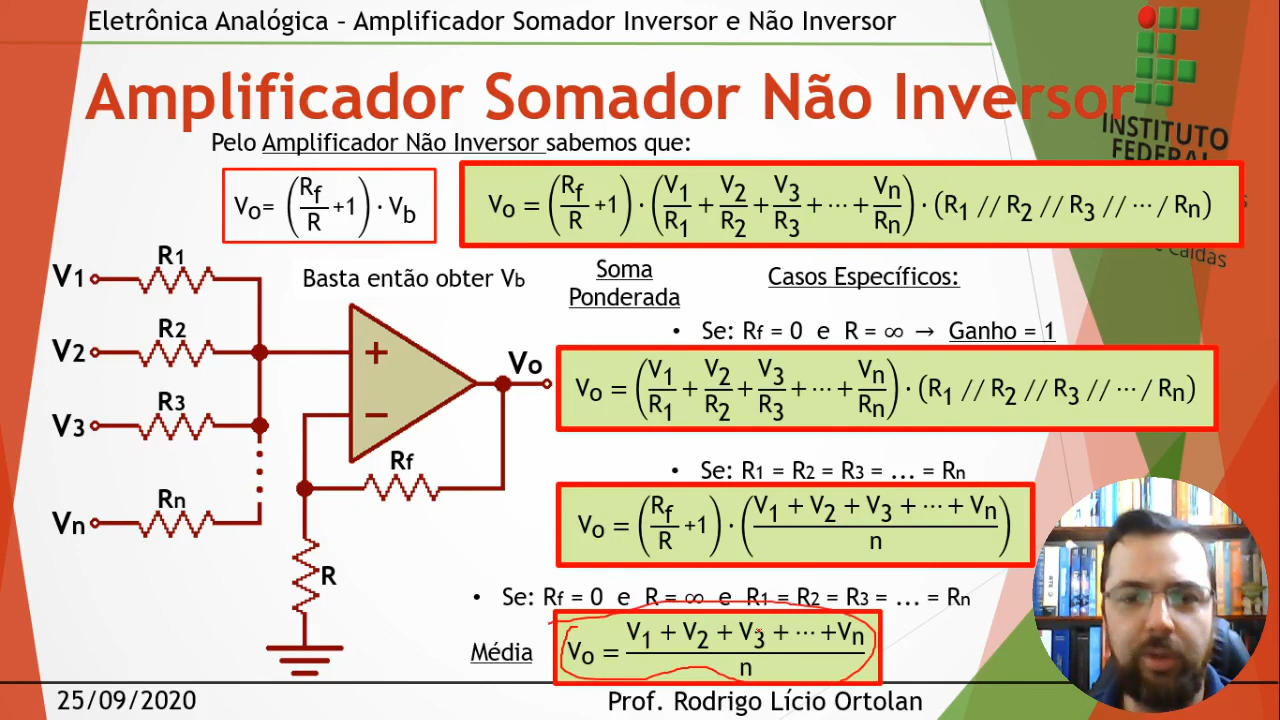 Eletrônica Analógica – Amplificador Somador Inversor e Não Inversor
Amplificador Somador Não Inversor
INSTITUTO
FEDERAL
Pelo Amplificador Não Inversor sabemos que:
Vo= (Rf/R +1) · Vb
Vo = (Rf/R +1) · (V1/R1 + V2/R2 + V3/R3 + ··· + Vn/Rn) · (R1 // R2 // R3 // ··· / Rn)
Caldas
Basta então obter Vb
Soma
Ponderada
Casos Específicos:
• Se: Rf = 0 e R = ∞ → Ganho = 1
Vo = (V1/R1 + V2/R2 + V3/R3 + ··· + Vn/Rn) · (R1 // R2 // R3 // ··· / Rn)
• Se: R1 = R2 = R3 = ... = Rn
Vo = (Rf/R +1) · ((V1 + V2 + V3 + ··· + Vn)/n)
• Se: Rf = 0 e R = ∞ e R1 = R2 = R3 = ... = Rn
Média
Vo = (V1 + V2 + V3 + ··· +Vn)/n
V1
R1
V2
R2
V3
R3
Vn
Rn
+
−
Vo
Rf
R
25/09/2020
Prof. Rodrigo Lício Ortolan